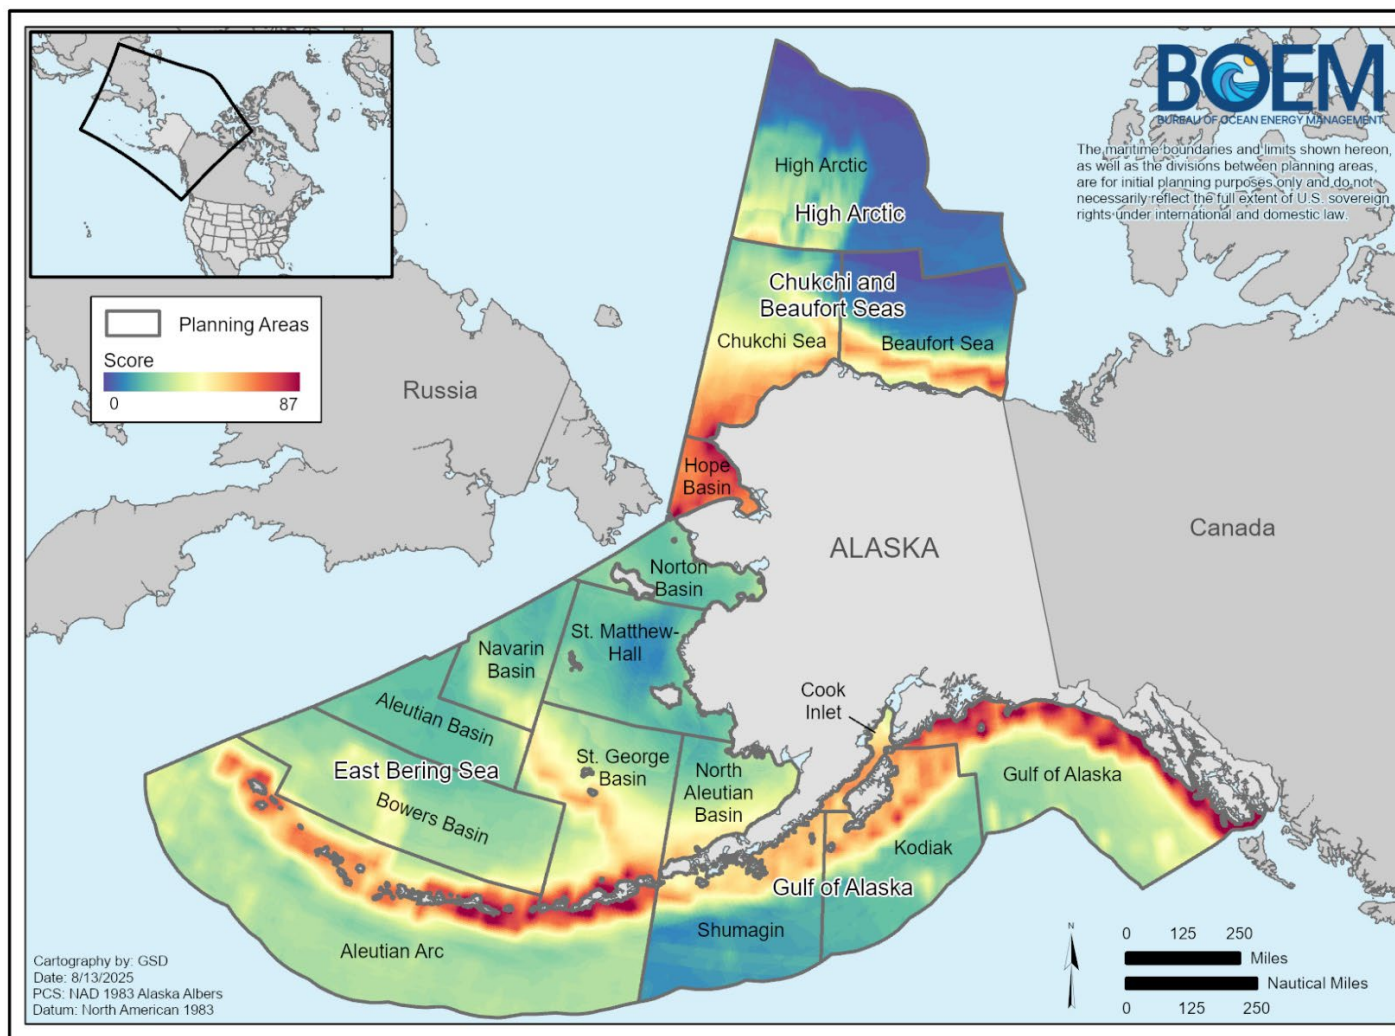 BOEM
BUREAU OF OCEAN ENERGY MANAGEMENT
The maritime boundaries and limits shown hereon,
as well as the divisions between planning areas,
are for initial planning purposes only and do not
necessarily reflect the full extent of U.S. sovereign
rights under international and domestic law.
Planning Areas
Score
0
87
Russia
High Arctic
High Arctic
Chukchi and
Beaufort Seas
Chukchi Sea
Beaufort Sea
Hope
Basin
ALASKA
Canada
Norton
Basin
St. Matthew-
Hall
Navarin
Basin
Aleutian Basin
East Bering Sea
Bowers Basin
St. George
Basin
North
Aleutian
Basin
Cook
Inlet
Gulf of Alaska
Kodiak
Gulf of Alaska
Shumagin
Aleutian Arc
Cartography by: GSD
Date: 8/13/2025
PCS: NAD 1983 Alaska Albers
Datum: North American 1983
N
0 125 250
Miles
Nautical Miles
0 125 250